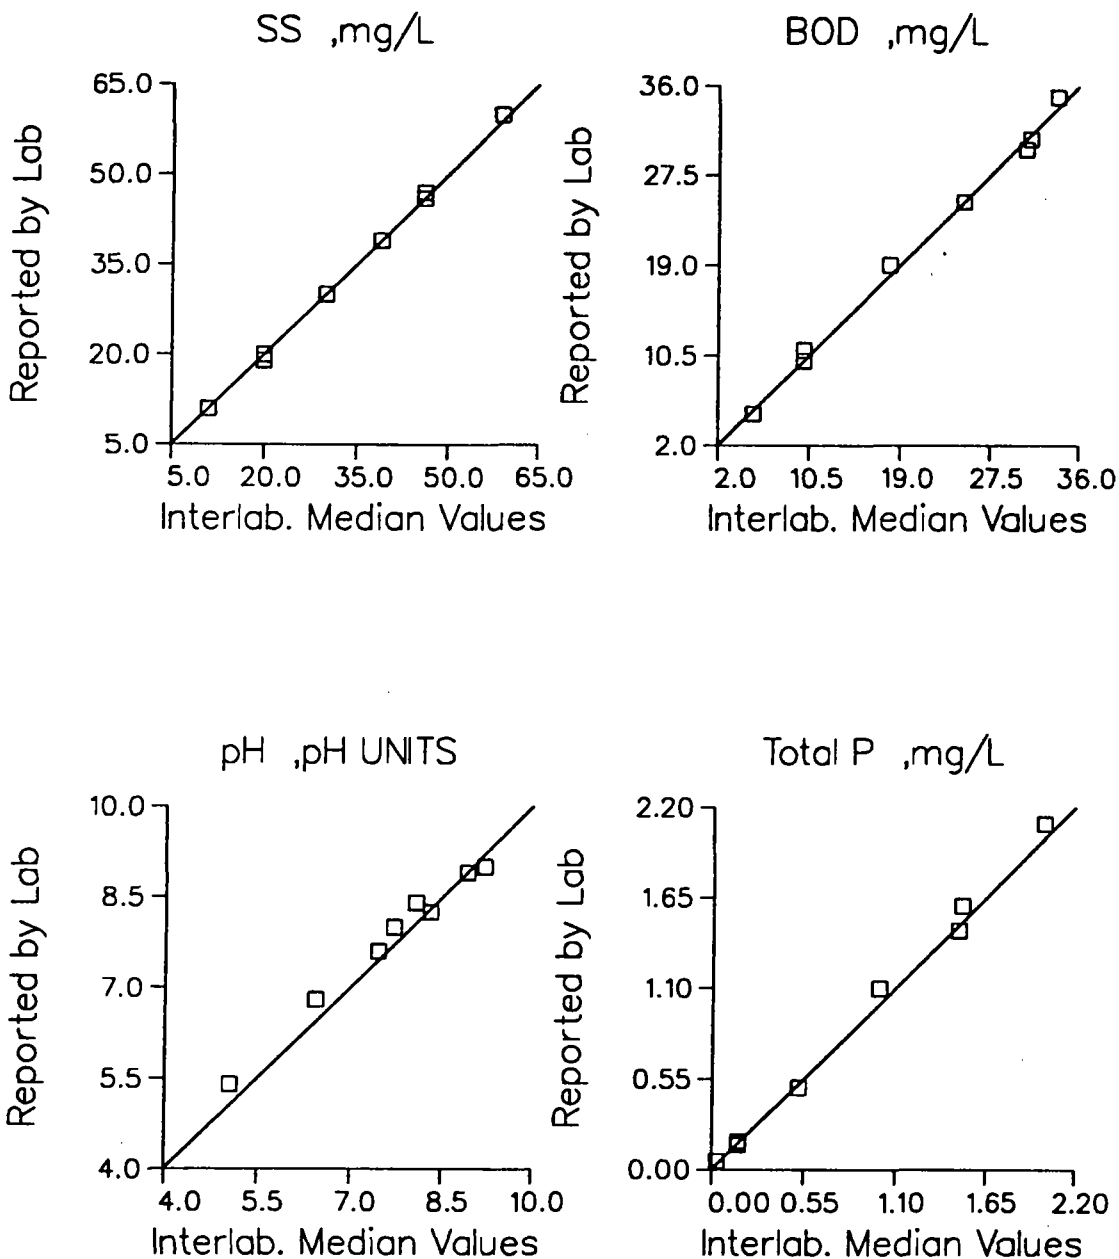 SS ,mg/L
Reported by Lab
65.0
50.0
35.0
20.0
5.0
5.0 20.0 35.0 50.0 65.0
Interlab. Median Values
BOD ,mg/L
Reported by Lab
36.0
27.5
19.0
10.5
2.0
2.0 10.5 19.0 27.5 36.0
Interlab. Median Values
pH ,pH UNITS
Reported by Lab
10.0
8.5
7.0
5.5
4.0
4.0 5.5 7.0 8.5 10.0
Interlab. Median Values
Total P ,mg/L
Reported by Lab
2.20
1.65
1.10
0.55
0.00
0.00 0.55 1.10 1.65 2.20
Interlab. Median Values